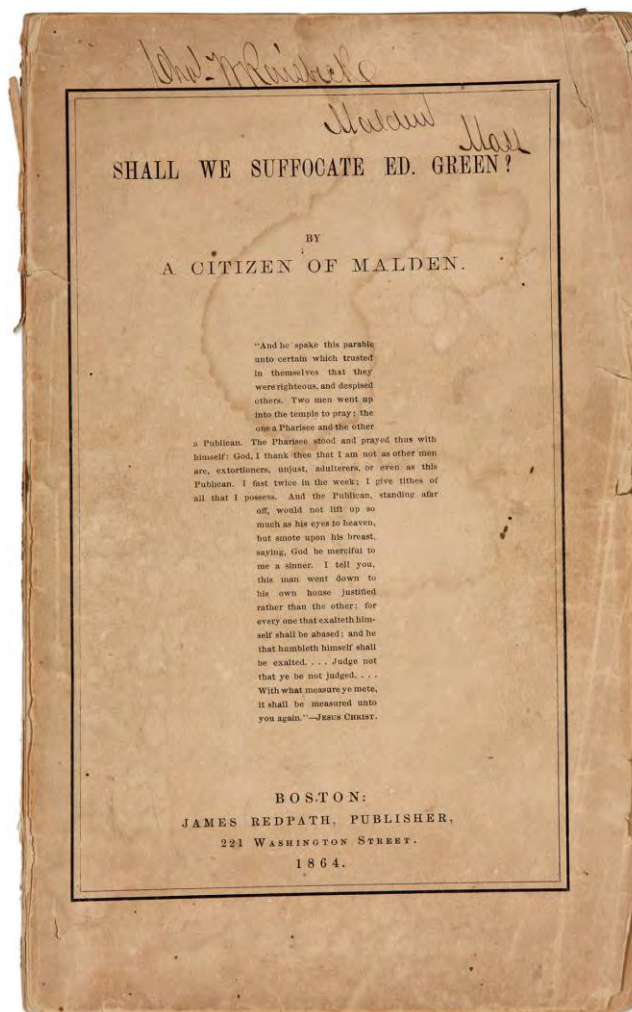 Malden
Mass
SHALL WE SUFFOCATE ED. GREEN?
BY
A CITIZEN OF MALDEN.
"And he spake this parable
unto certain which trusted
in themselves that they
were righteous, and despised
others. Two men went up
into the temple to pray; the
one a Pharisee and the other
a Publican. The Pharisee stood and prayed thus with
himself: God, I thank thee that I am not as other men
are, extortioners, unjust, adulterers, or even as this
Publican. I fast twice in the week; I give tithes of
all that I possess. And the Publican, standing afar
off, would not lift up so
much as his eyes to heaven,
but smote upon his breast,
saying, God be merciful to
me a sinner. I tell you,
this man went down to
his own house justified
rather than the other: for
every one that exalteth him-
self shall be abased; and he
that humbleth himself shall
be exalted. . . . Judge not
that ye be not judged. . . .
With what measure ye mete,
it shall be measured unto
you again."—JESUS CHRIST.
BOSTON:
JAMES REDPATH, PUBLISHER,
221 WASHINGTON STREET.
1864.